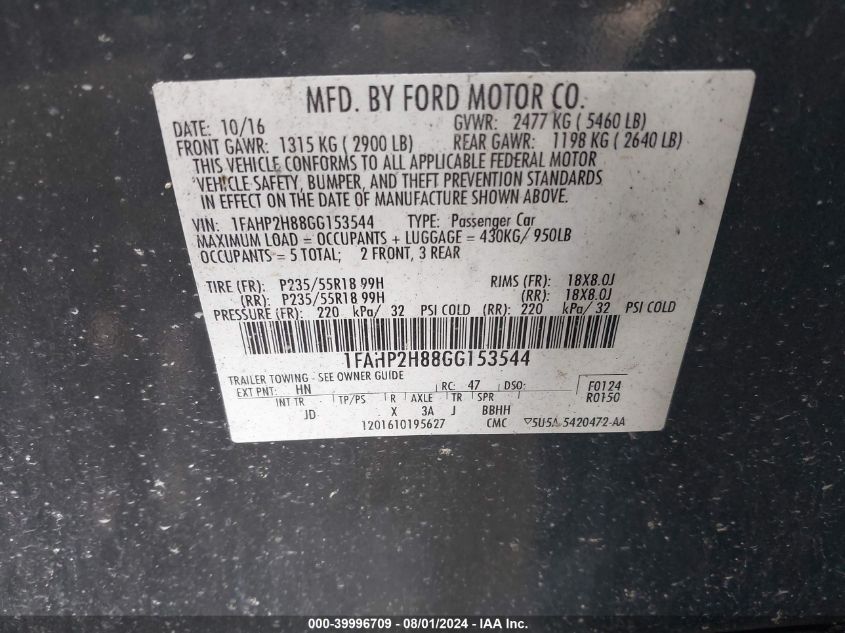 MFD. BY FORD MOTOR CO.
DATE: 10/16 GVWR: 2477 KG ( 5460 LB)
FRONT GAWR: 1315 KG ( 2900 LB) REAR GAWR: 1198 KG ( 2640 LB)
THIS VEHICLE CONFORMS TO ALL APPLICABLE FEDERAL MOTOR
VEHICLE SAFETY, BUMPER, AND THEFT PREVENTION STANDARDS
IN EFFECT ON THE DATE OF MANUFACTURE SHOWN ABOVE.
VIN: 1FAHP2H88GG153544 TYPE: Passenger Car
MAXIMUM LOAD = OCCUPANTS + LUGGAGE = 430KG/ 950LB
OCCUPANTS = 5 TOTAL; 2 FRONT, 3 REAR
TIRE (FR): P235/55R18 99H RIMS (FR): 18X8.0J
(RR): P235/55R18 99H (RR): 18X8.0J
PRESSURE (FR): 220 kPa/ 32 PSI COLD (RR): 220 kPa/ 32 PSI COLD
1FAHP2H88GG153544
TRAILER TOWING - SEE OWNER GUIDE
EXT PNT: HN RC: 47 DSO: F0124
INT TR TP/PS R AXLE TR SPR R0150
JD X 3A J BBHH
1201610195627 CMC ▽5U5A 5420472-AA
000-39996709 - 08/01/2024 - IAA Inc.